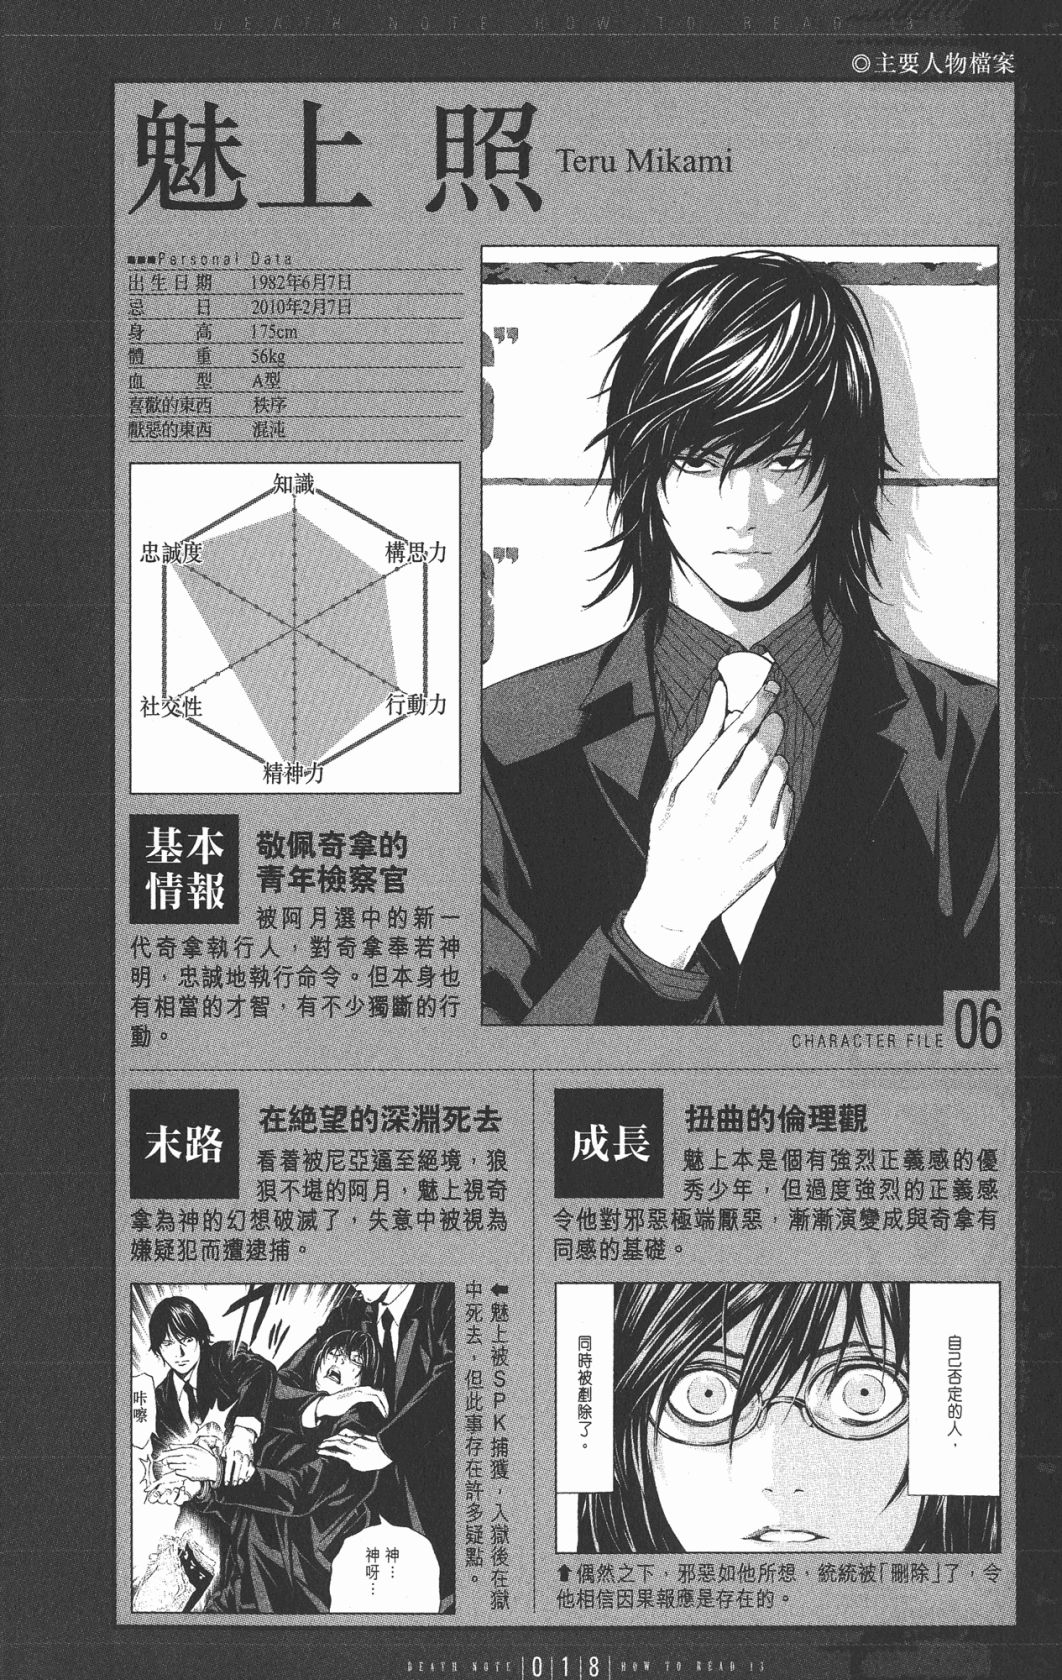 DEATH NOTE HOW TO READ 13
◎主要人物檔案
魅上 照 Teru Mikami
■■■Personal Data
出生日期 1982年6月7日
忌日 2010年2月7日
身高 175cm
體重 56kg
血型 A型
喜歡的東西 秩序
厭惡的東西 混沌
知識
構思力
行動力
精神力
社交性
忠誠度
基本
情報
敬佩奇拿的
青年檢察官
被阿月選中的新一
代奇拿執行人，對奇拿奉若神
明，忠誠地執行命令。但本身也
有相當的才智，有不少獨斷的行
動。
CHARACTER FILE 06
末路
在絕望的深淵死去
看着被尼亞逼至絕境，狼
狽不堪的阿月，魅上視奇
拿為神的幻想破滅了，失意中被視為
嫌疑犯而遭逮捕。
⬅魅上被SPK捕獲，入獄後在獄
中死去，但此事存在許多疑點。
咔嚓
神…
神呀…
成長
扭曲的倫理觀
魅上本是個有強烈正義感的優
秀少年，但過度強烈的正義感
令他對邪惡極端厭惡，漸漸演變成與奇拿有
同感的基礎。
自己否定的人，
同時被剷除了。
⬆偶然之下，邪惡如他所想，統統被「刪除」了，令
他相信因果報應是存在的。
DEATH NOTE |0|1|8| HOW TO READ 13